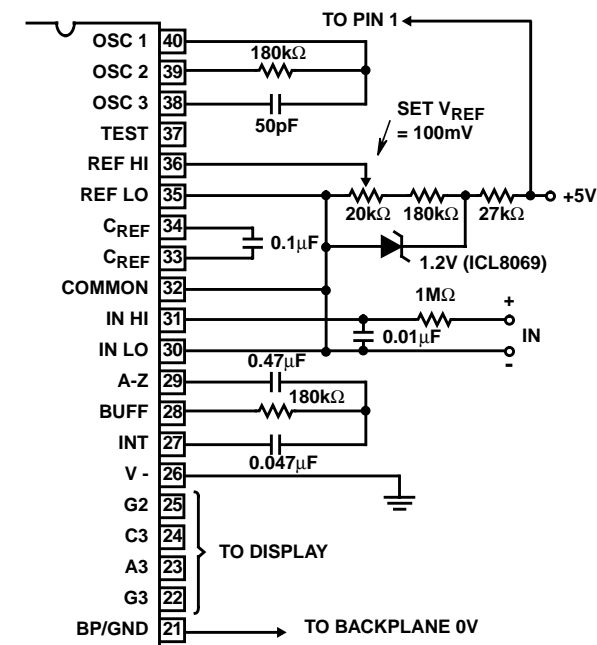 TO PIN 1
OSC 1 40
180kΩ
OSC 2 39
OSC 3 38
50pF
TEST 37
SET VREF
= 100mV
REF HI 36
REF LO 35
20kΩ 180kΩ 27kΩ
+5V
CREF 34
0.1µF
CREF 33
1.2V (ICL8069)
COMMON 32
1MΩ
+
IN HI 31
0.01µF
IN
IN LO 30
-
0.47µF
A-Z 29
180kΩ
BUFF 28
INT 27
0.047µF
V - 26
G2 25
C3 24
TO DISPLAY
A3 23
G3 22
BP/GND 21
TO BACKPLANE 0V